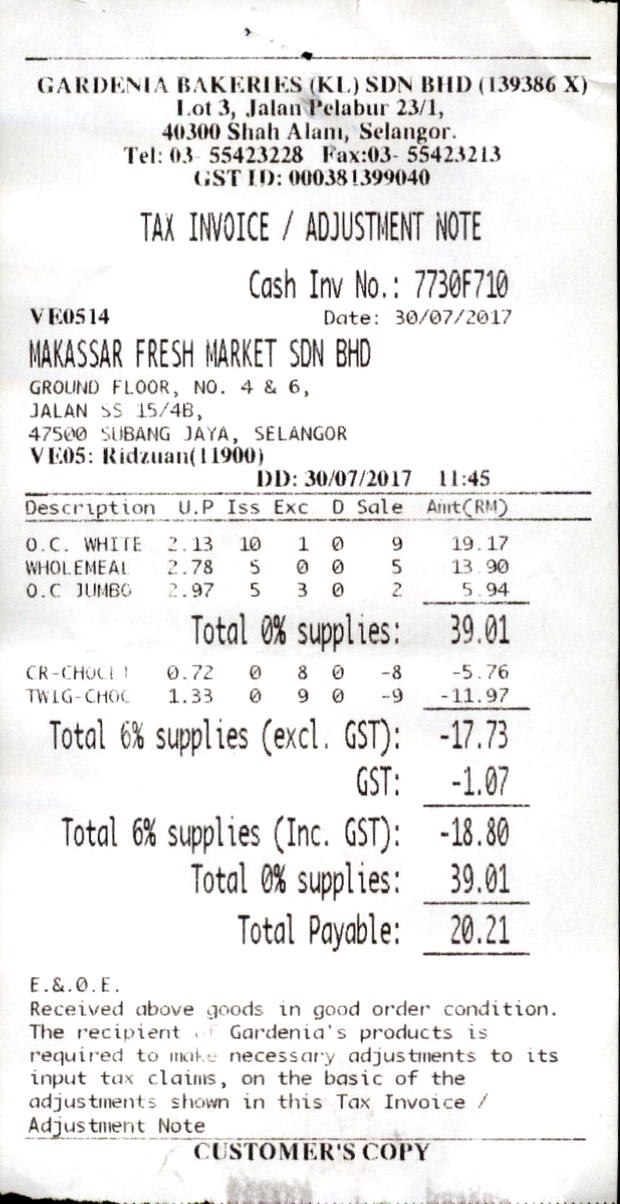 GARDENIA BAKERIES (KL) SDN BHD (139386 X)
Lot 3, Jalan Pelabur 23/1,
40300 Shah Alam, Selangor.
Tel: 03- 55423228 Fax:03- 55423213
GST ID: 000381399040
TAX INVOICE / ADJUSTMENT NOTE
Cash Inv No.: 7730F710
VE0514 Date: 30/07/2017
MAKASSAR FRESH MARKET SDN BHD
GROUND FLOOR, NO. 4 & 6,
JALAN SS 15/4B,
47500 SUBANG JAYA, SELANGOR
VE05: Ridzuan(11900)
DD: 30/07/2017 11:45
Description U.P Iss Exc D Sale Amt(RM)
O.C. WHITE 2.13 10 1 0 9 19.17
WHOLEMEAL 2.78 5 0 0 5 13.90
O.C JUMBO 2.97 5 3 0 2 5.94
Total 0% supplies: 39.01
0.72 0 8 0 -8 -5.76
TWIG-CHOC 1.33 0 9 0 -9 -11.97
Total 6% supplies (excl. GST): -17.73
GST: -1.07
Total 6% supplies (Inc. GST): -18.80
Total 0% supplies: 39.01
Total Payable: 20.21
E.&.O.E.
Received above goods in good order condition.
The recipient of Gardenia's products is
required to make necessary adjustments to its
input tax claims, on the basic of the
adjustments shown in this Tax Invoice /
Adjustment Note
CUSTOMER'S COPY